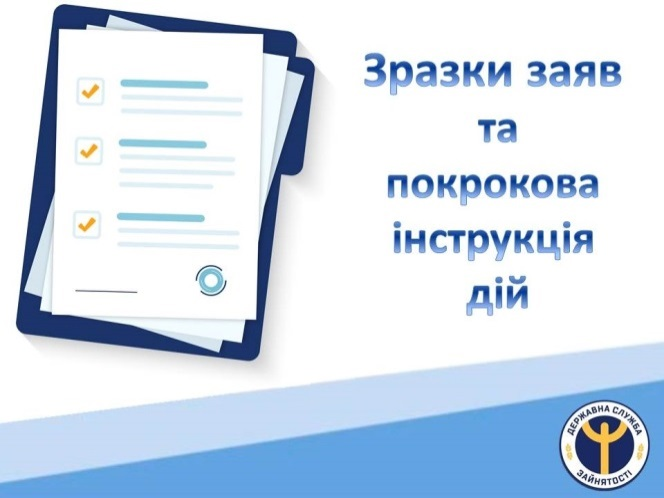 Зразки заяв
та
покрокова
інструкція
дій
ДЕРЖАВНА СЛУЖБА
ЗАЙНЯТОСТІ